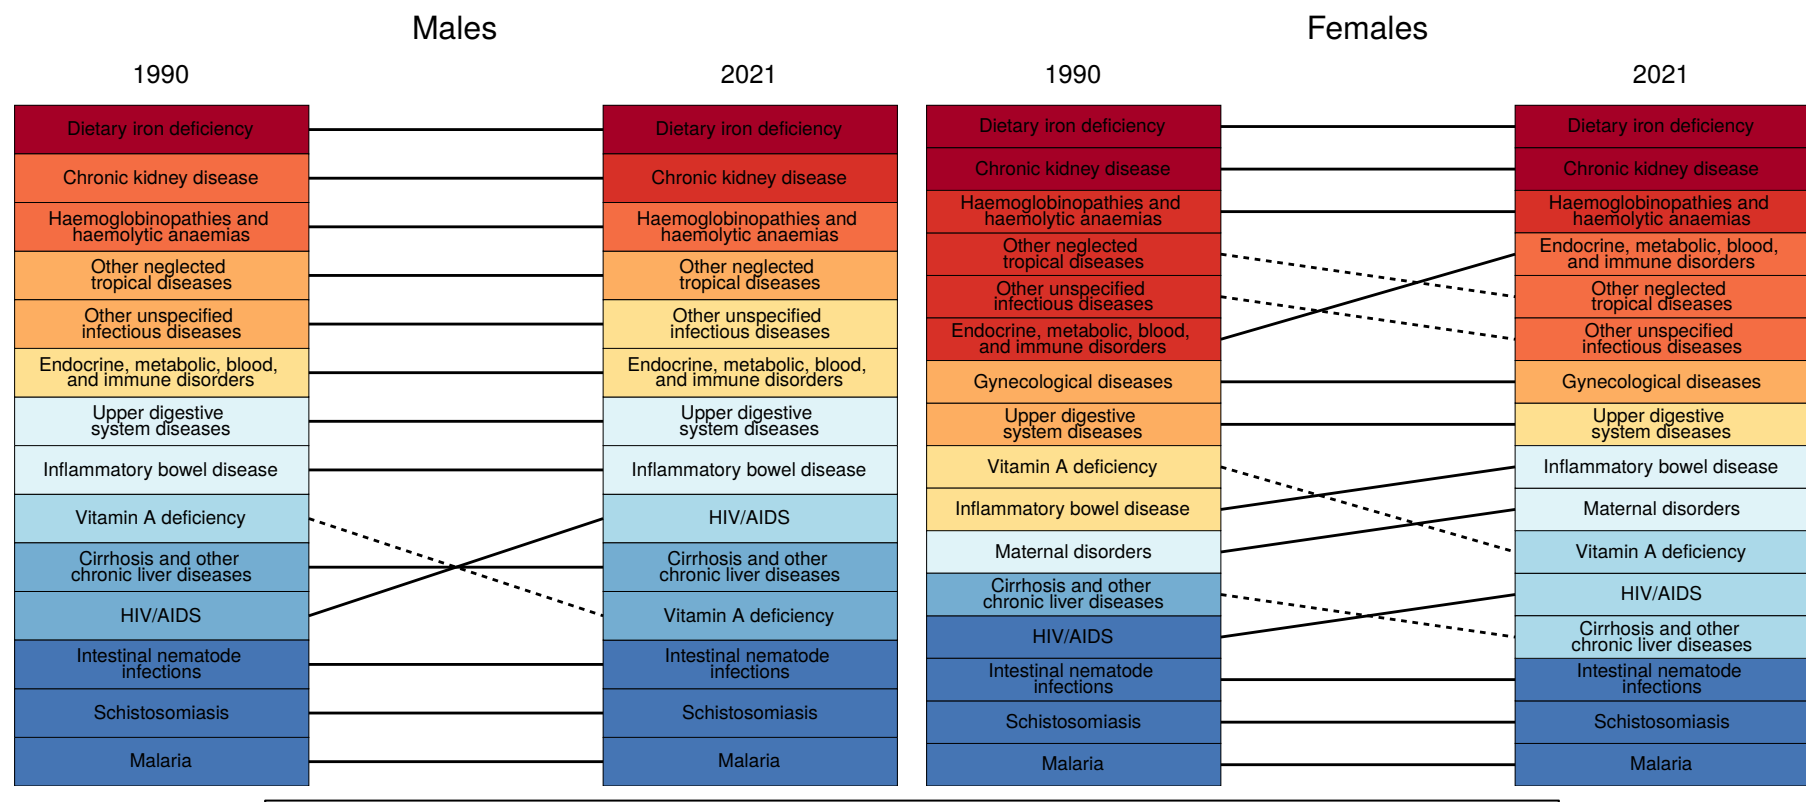 Males
Females
1990
2021
1990
2021
Dietary iron deficiency
Chronic kidney disease
Haemoglobinopathies and
haemolytic anaemias
Other neglected
tropical diseases
Other unspecified
infectious diseases
Endocrine, metabolic, blood,
and immune disorders
Upper digestive
system diseases
Inflammatory bowel disease
Vitamin A deficiency
Cirrhosis and other
chronic liver diseases
HIV/AIDS
Intestinal nematode
infections
Schistosomiasis
Malaria
Dietary iron deficiency
Chronic kidney disease
Haemoglobinopathies and
haemolytic anaemias
Other neglected
tropical diseases
Other unspecified
infectious diseases
Endocrine, metabolic, blood,
and immune disorders
Upper digestive
system diseases
Inflammatory bowel disease
HIV/AIDS
Cirrhosis and other
chronic liver diseases
Vitamin A deficiency
Intestinal nematode
infections
Schistosomiasis
Malaria
Dietary iron deficiency
Chronic kidney disease
Haemoglobinopathies and
haemolytic anaemias
Other neglected
tropical diseases
Other unspecified
infectious diseases
Endocrine, metabolic, blood,
and immune disorders
Gynecological diseases
Upper digestive
system diseases
Vitamin A deficiency
Inflammatory bowel disease
Maternal disorders
Cirrhosis and other
chronic liver diseases
HIV/AIDS
Intestinal nematode
infections
Schistosomiasis
Malaria
Dietary iron deficiency
Chronic kidney disease
Haemoglobinopathies and
haemolytic anaemias
Endocrine, metabolic, blood,
and immune disorders
Other neglected
tropical diseases
Other unspecified
infectious diseases
Gynecological diseases
Upper digestive
system diseases
Inflammatory bowel disease
Maternal disorders
Vitamin A deficiency
HIV/AIDS
Cirrhosis and other
chronic liver diseases
Intestinal nematode
infections
Schistosomiasis
Malaria